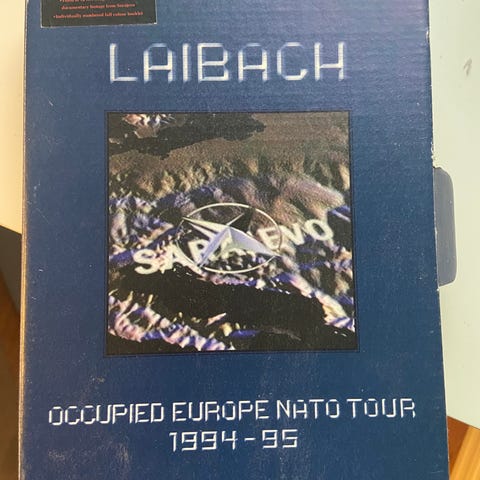 documentary footage from Sarajevo
•Individually numbered full colour booklet
LAIBACH
SARAJEVO
OCCUPIED EUROPE NATO TOUR
1994-95